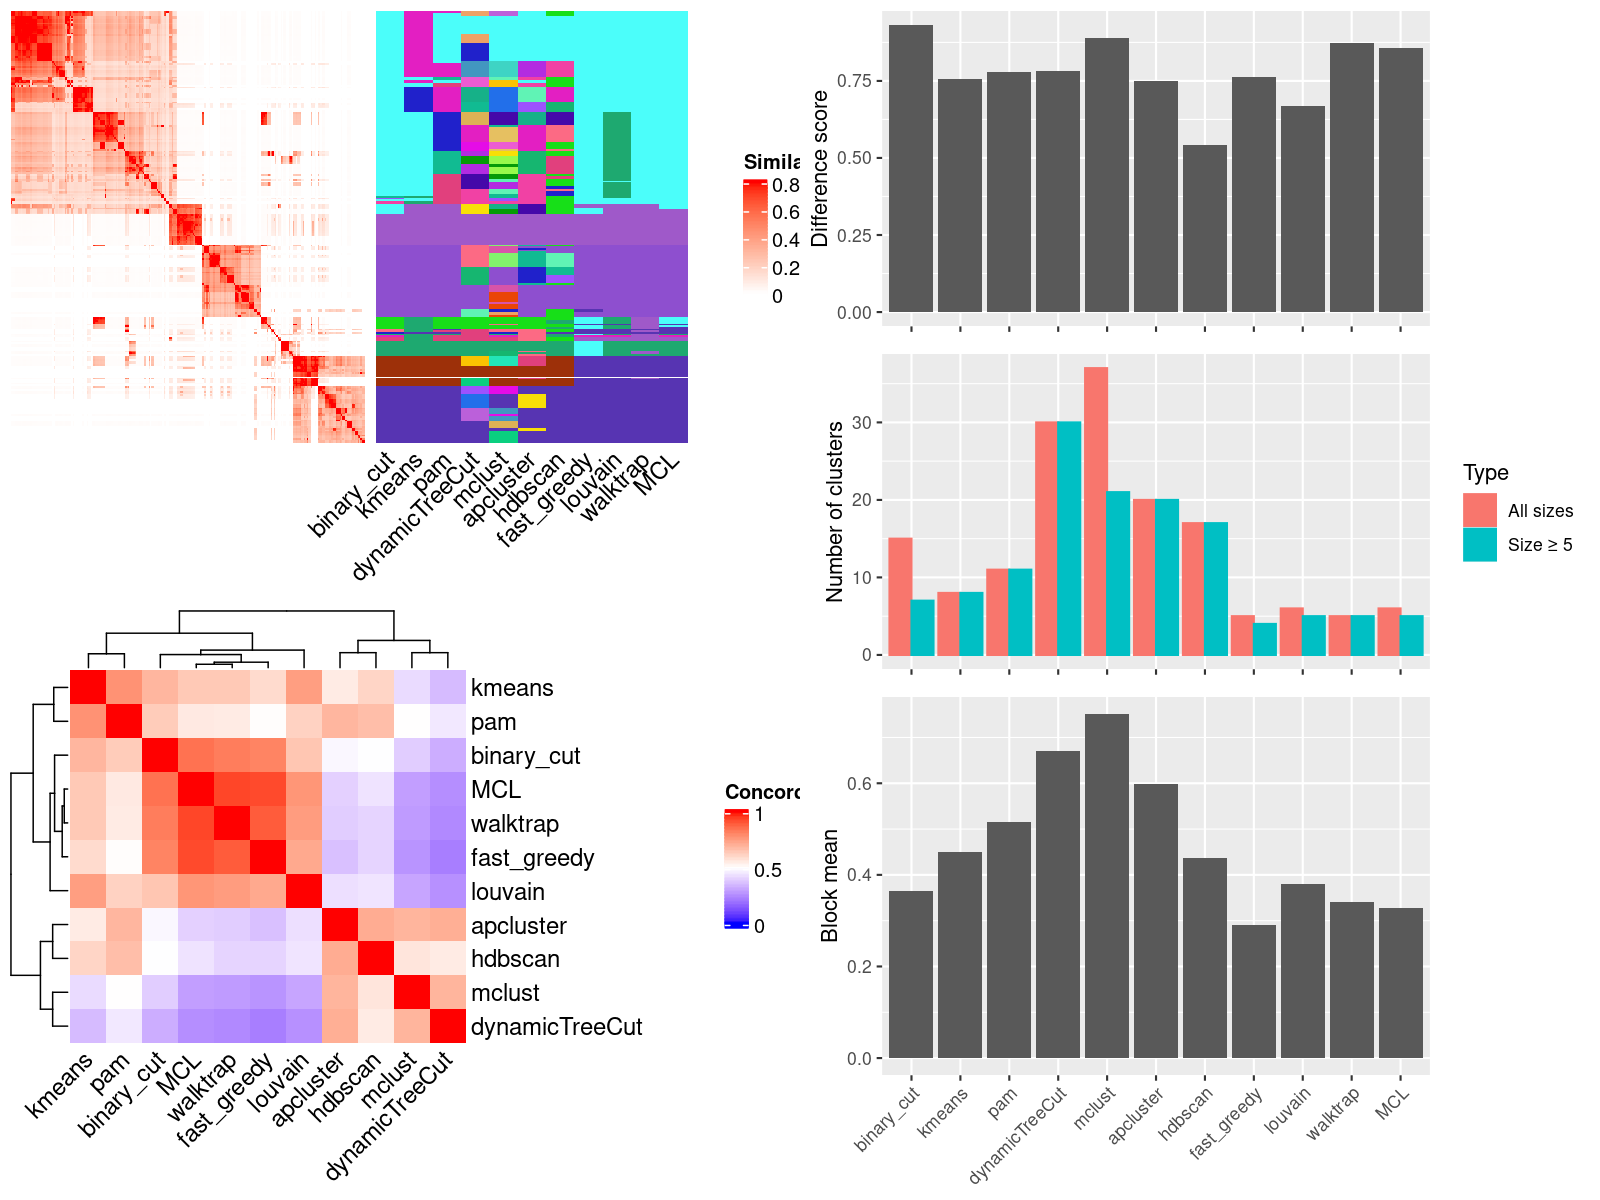 Simila
0.8
0.6
0.4
0.2
0
binary_cut
kmeans
pam
dynamicTreeCut
mclust
apcluster
hdbscan
fast_greedy
louvain
walktrap
MCL
kmeans
pam
binary_cut
MCL
walktrap
fast_greedy
louvain
apcluster
hdbscan
mclust
dynamicTreeCut
kmeans
pam
binary_cut
MCL
walktrap
fast_greedy
louvain
apcluster
hdbscan
mclust
dynamicTreeCut
Concord
1
0.5
0
Difference score
0.75
0.50
0.25
0.00
Number of clusters
30
20
10
0
Type
All sizes
Size ≥ 5
Block mean
0.6
0.4
0.2
0.0
binary_cut
kmeans
pam
dynamicTreeCut
mclust
apcluster
hdbscan
fast_greedy
louvain
walktrap
MCL